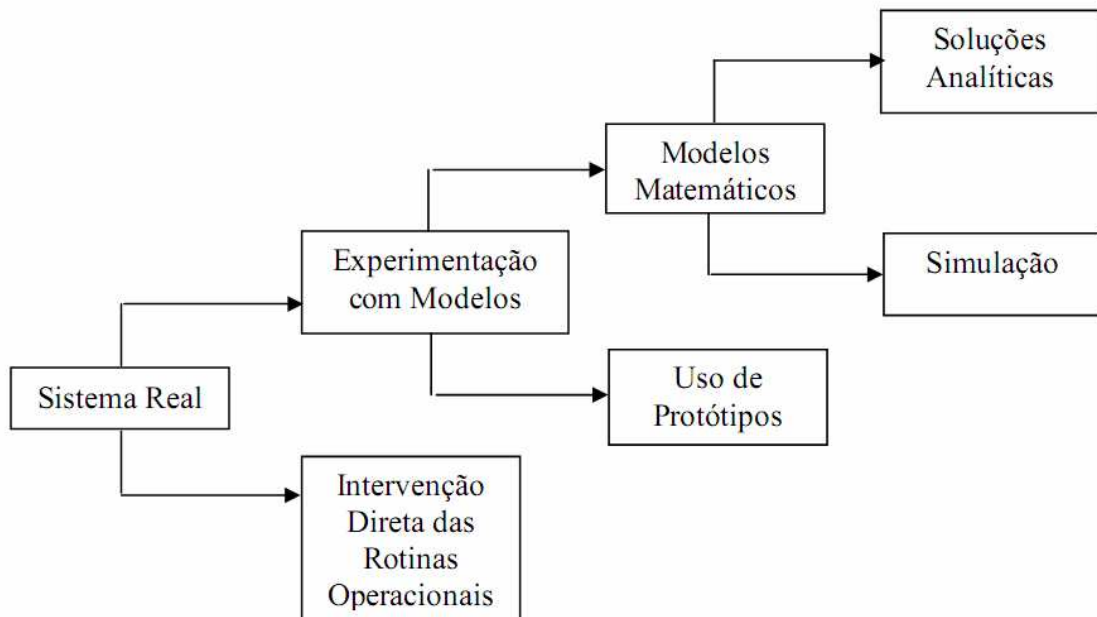 Soluções
Analíticas
Modelos
Matemáticos
Experimentação
com Modelos
Simulação
Sistema Real
Uso de
Protótipos
Intervenção
Direta das
Rotinas
Operacionais